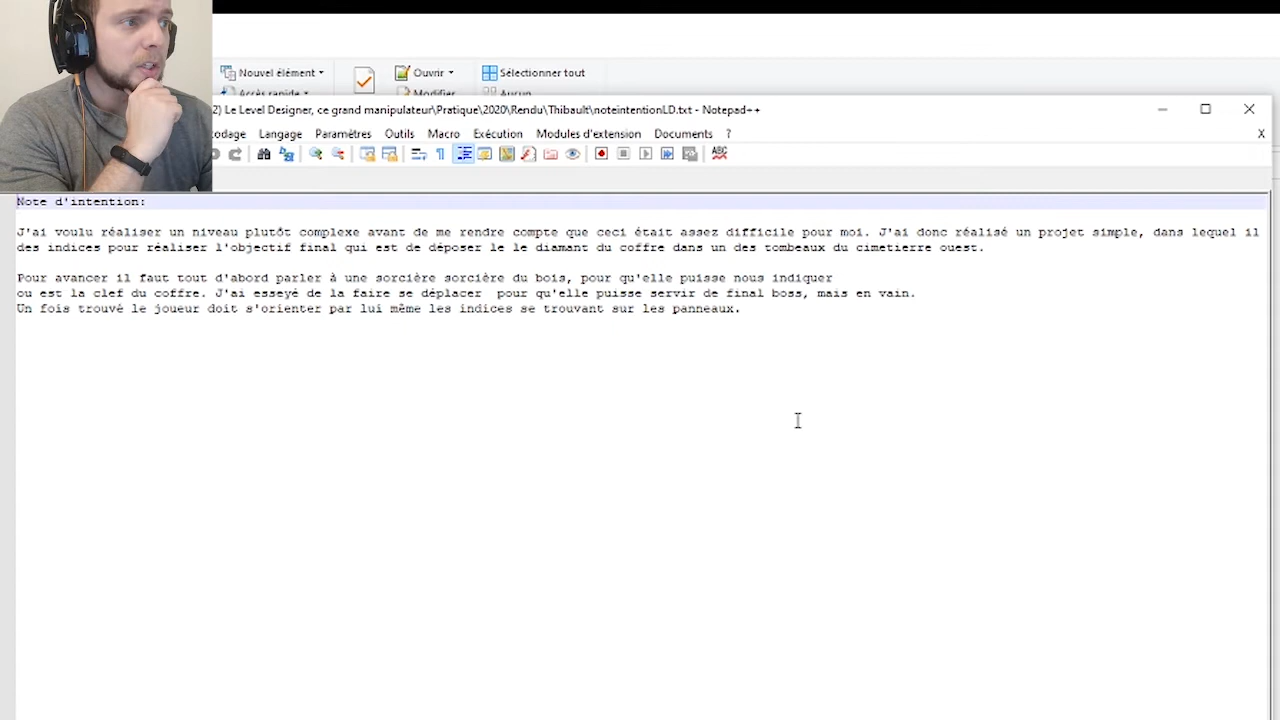 Nouvel élément Ouvrir Sélectionner tout
Accès rapide Modifier Aucun
2) Le Level Designer, ce grand manipulateur\Pratique\2020\Rendu\Thibault\noteintentionLD.txt - Notepad++
odage Langage Paramètres Outils Macro Exécution Modules d'extension Documents ? X
ABC
Note d'intention:
J'ai voulu réaliser un niveau plutôt complexe avant de me rendre compte que ceci était assez difficile pour moi. J'ai donc réalisé un projet simple, dans lequel il
des indices pour réaliser l'objectif final qui est de déposer le le diamant du coffre dans un des tombeaux du cimetierre ouest.
Pour avancer il faut tout d'abord parler à une sorcière sorcière du bois, pour qu'elle puisse nous indiquer
ou est la clef du coffre. J'ai esseyé de la faire se déplacer pour qu'elle puisse servir de final boss, mais en vain.
Un fois trouvé le joueur doit s'orienter par lui même les indices se trouvant sur les panneaux.